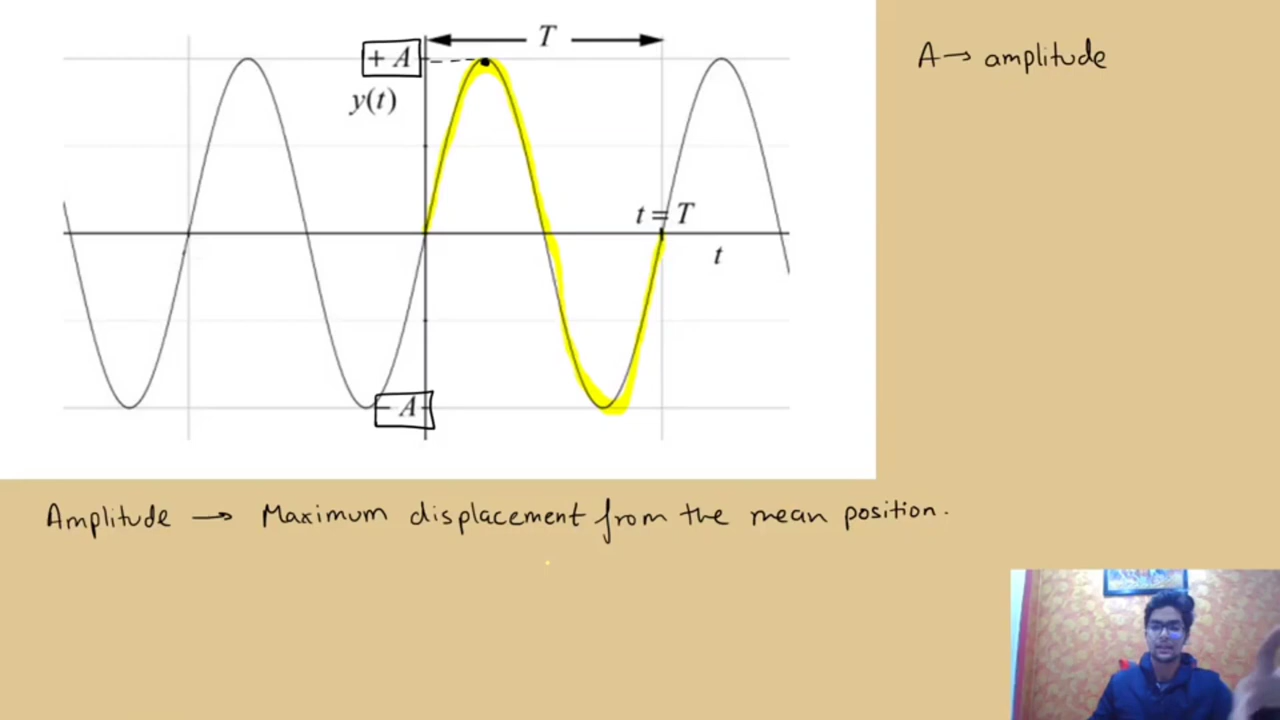 T
+ A
A → amplitude
y(t)
t = T
t
- A
Amplitude → Maximum displacement from the mean position.